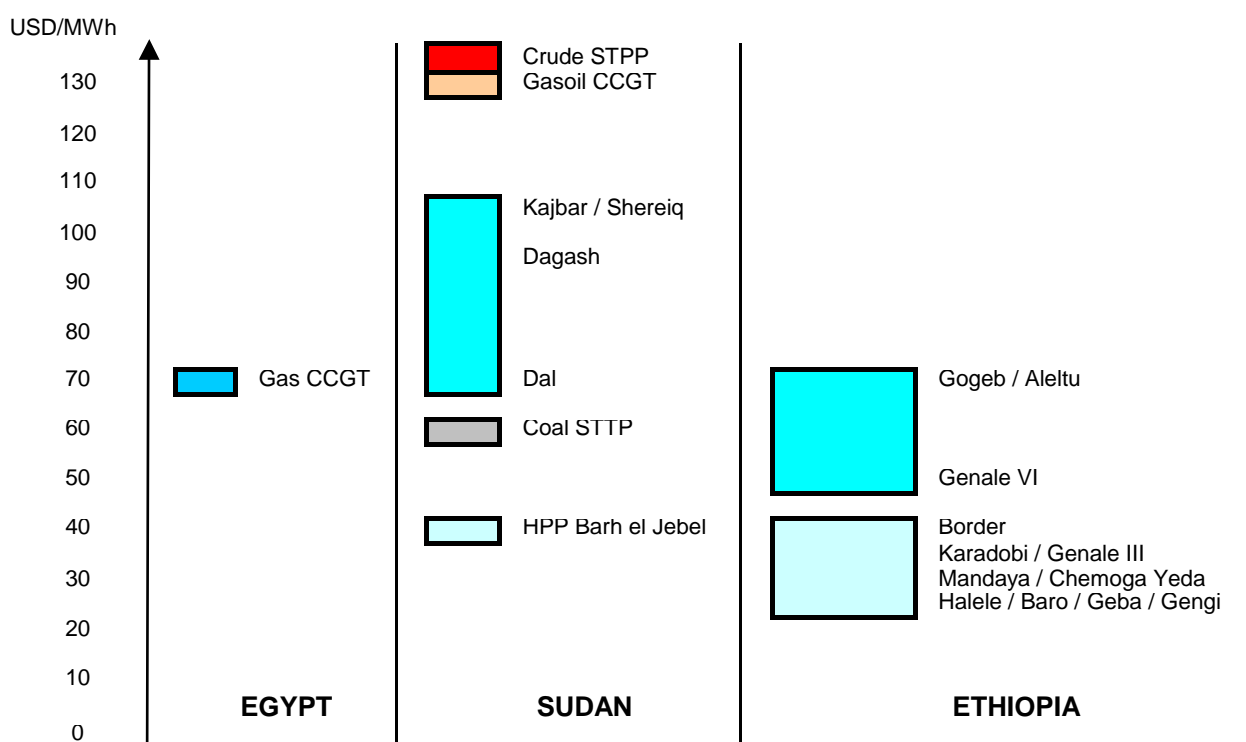 USD/MWh
130
120
110
100
90
80
70
60
50
40
30
20
10
0
Gas CCGT
EGYPT
Crude STPP
Gasoil CCGT
Kajbar / Shereiq
Dagash
Dal
Coal STTP
HPP Barh el Jebel
SUDAN
Gogeb / Aleltu
Genale VI
Border
Karadobi / Genale III
Mandaya / Chemoga Yeda
Halele / Baro / Geba / Gengi
ETHIOPIA